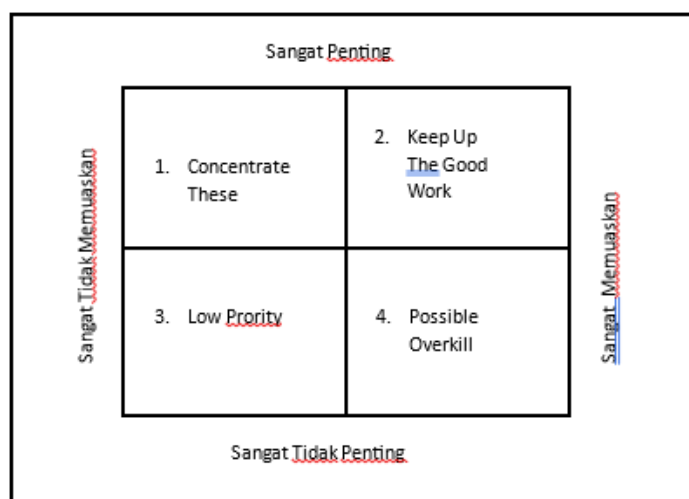 Sangat Penting
Sangat Tidak Memuaskan
1. Concentrate
These
2. Keep Up
The Good
Work
Sangat Memuaskan
3. Low Prority
4. Possible
Overkill
Sangat Tidak Penting